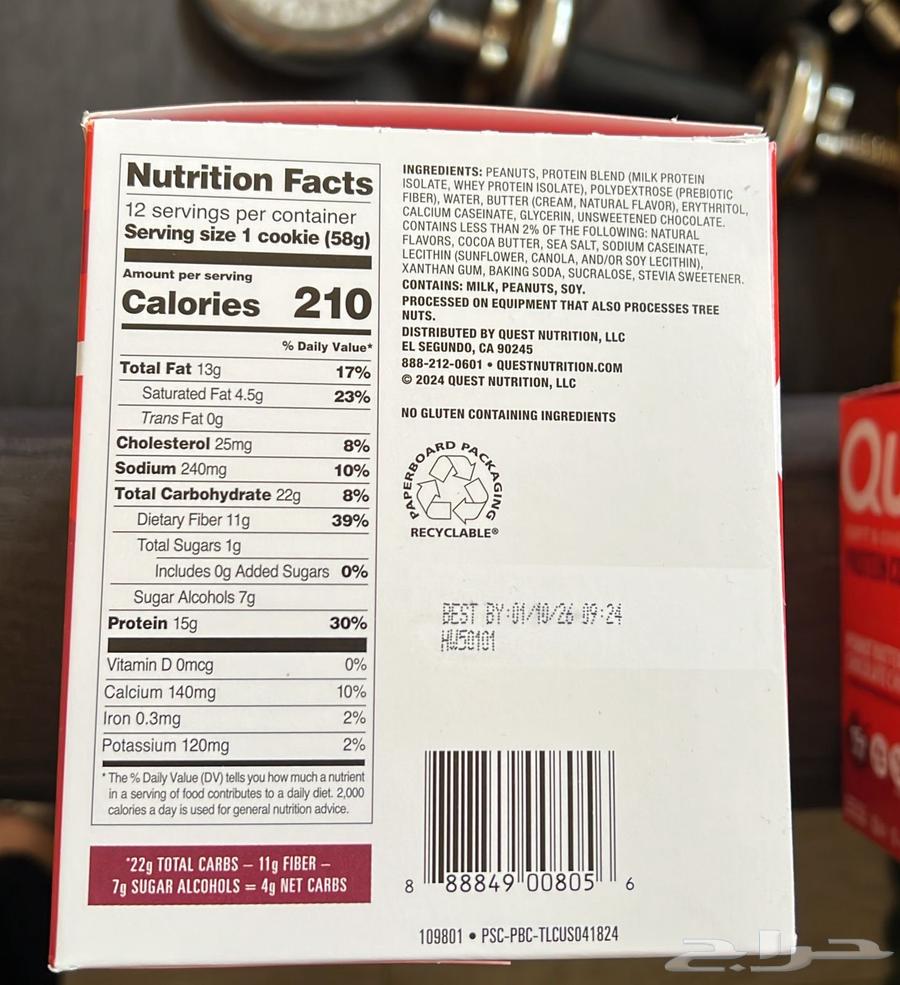 Nutrition Facts
12 servings per container
Serving size 1 cookie (58g)
Amount per serving
Calories 210
% Daily Value*
Total Fat 13g 17%
Saturated Fat 4.5g 23%
Trans Fat 0g
Cholesterol 25mg 8%
Sodium 240mg 10%
Total Carbohydrate 22g 8%
Dietary Fiber 11g 39%
Total Sugars 1g
Includes 0g Added Sugars 0%
Sugar Alcohols 7g
Protein 15g 30%
Vitamin D 0mcg 0%
Calcium 140mg 10%
Iron 0.3mg 2%
Potassium 120mg 2%
* The % Daily Value (DV) tells you how much a nutrient
in a serving of food contributes to a daily diet. 2,000
calories a day is used for general nutrition advice.
*22g TOTAL CARBS – 11g FIBER –
7g SUGAR ALCOHOLS = 4g NET CARBS
INGREDIENTS: PEANUTS, PROTEIN BLEND (MILK PROTEIN
ISOLATE, WHEY PROTEIN ISOLATE), POLYDEXTROSE (PREBIOTIC
FIBER), WATER, BUTTER (CREAM, NATURAL FLAVOR), ERYTHRITOL,
CALCIUM CASEINATE, GLYCERIN, UNSWEETENED CHOCOLATE.
CONTAINS LESS THAN 2% OF THE FOLLOWING: NATURAL
FLAVORS, COCOA BUTTER, SEA SALT, SODIUM CASEINATE,
LECITHIN (SUNFLOWER, CANOLA, AND/OR SOY LECITHIN),
XANTHAN GUM, BAKING SODA, SUCRALOSE, STEVIA SWEETENER.
CONTAINS: MILK, PEANUTS, SOY.
PROCESSED ON EQUIPMENT THAT ALSO PROCESSES TREE
NUTS.
DISTRIBUTED BY QUEST NUTRITION, LLC
EL SEGUNDO, CA 90245
888-212-0601 • QUESTNUTRITION.COM
© 2024 QUEST NUTRITION, LLC
NO GLUTEN CONTAINING INGREDIENTS
PAPERBOARD PACKAGING
RECYCLABLE®
BEST BY:01/10/26 09:24
HW50101
8 88849 00805 6
109801 • PSC-PBC-TLCUS041824
QU
حراج